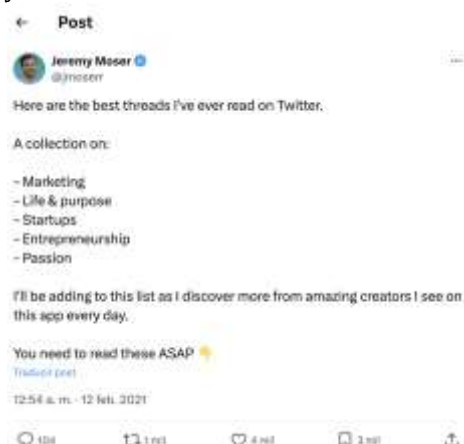 Post
Jeremy Moser
@jmoserr
Here are the best threads I've ever read on Twitter.
A collection on:
- Marketing
- Life & purpose
- Startups
- Entrepreneurship
- Passion
I'll be adding to this list as I discover more from amazing creators I see on
this app every day.
You need to read these ASAP 👇
12:54 a. m. · 12 feb. 2021